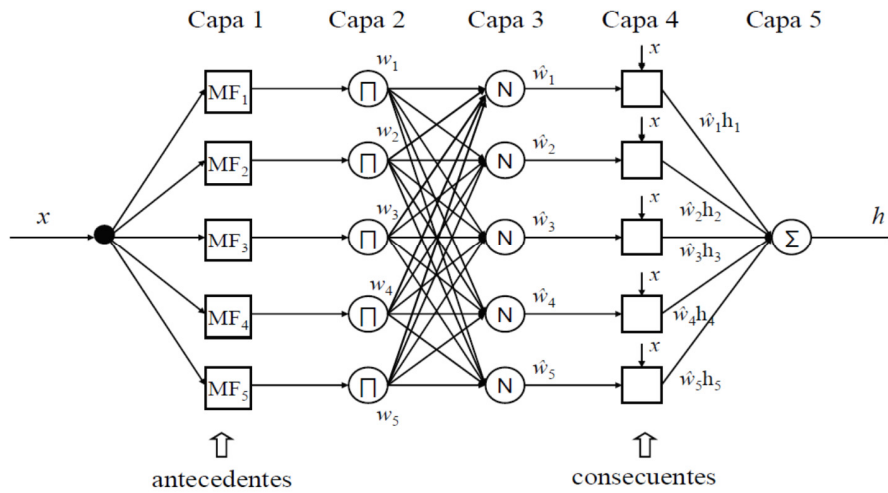 Capa 1 Capa 2 Capa 3 Capa 4 Capa 5
x
MF₁ w₁ ∏ N ŵ₁ ŵ₁h₁
x
MF₂ w₂ ∏ N ŵ₂ ŵ₂h₂
x
x MF₃ w₃ ∏ N ŵ₃ ŵ₃h₃ Σ h
x
MF₄ w₄ ∏ N ŵ₄ ŵ₄h₄
x
MF₅ ∏ w₅ N ŵ₅ ŵ₅h₅
antecedentes consecuentes